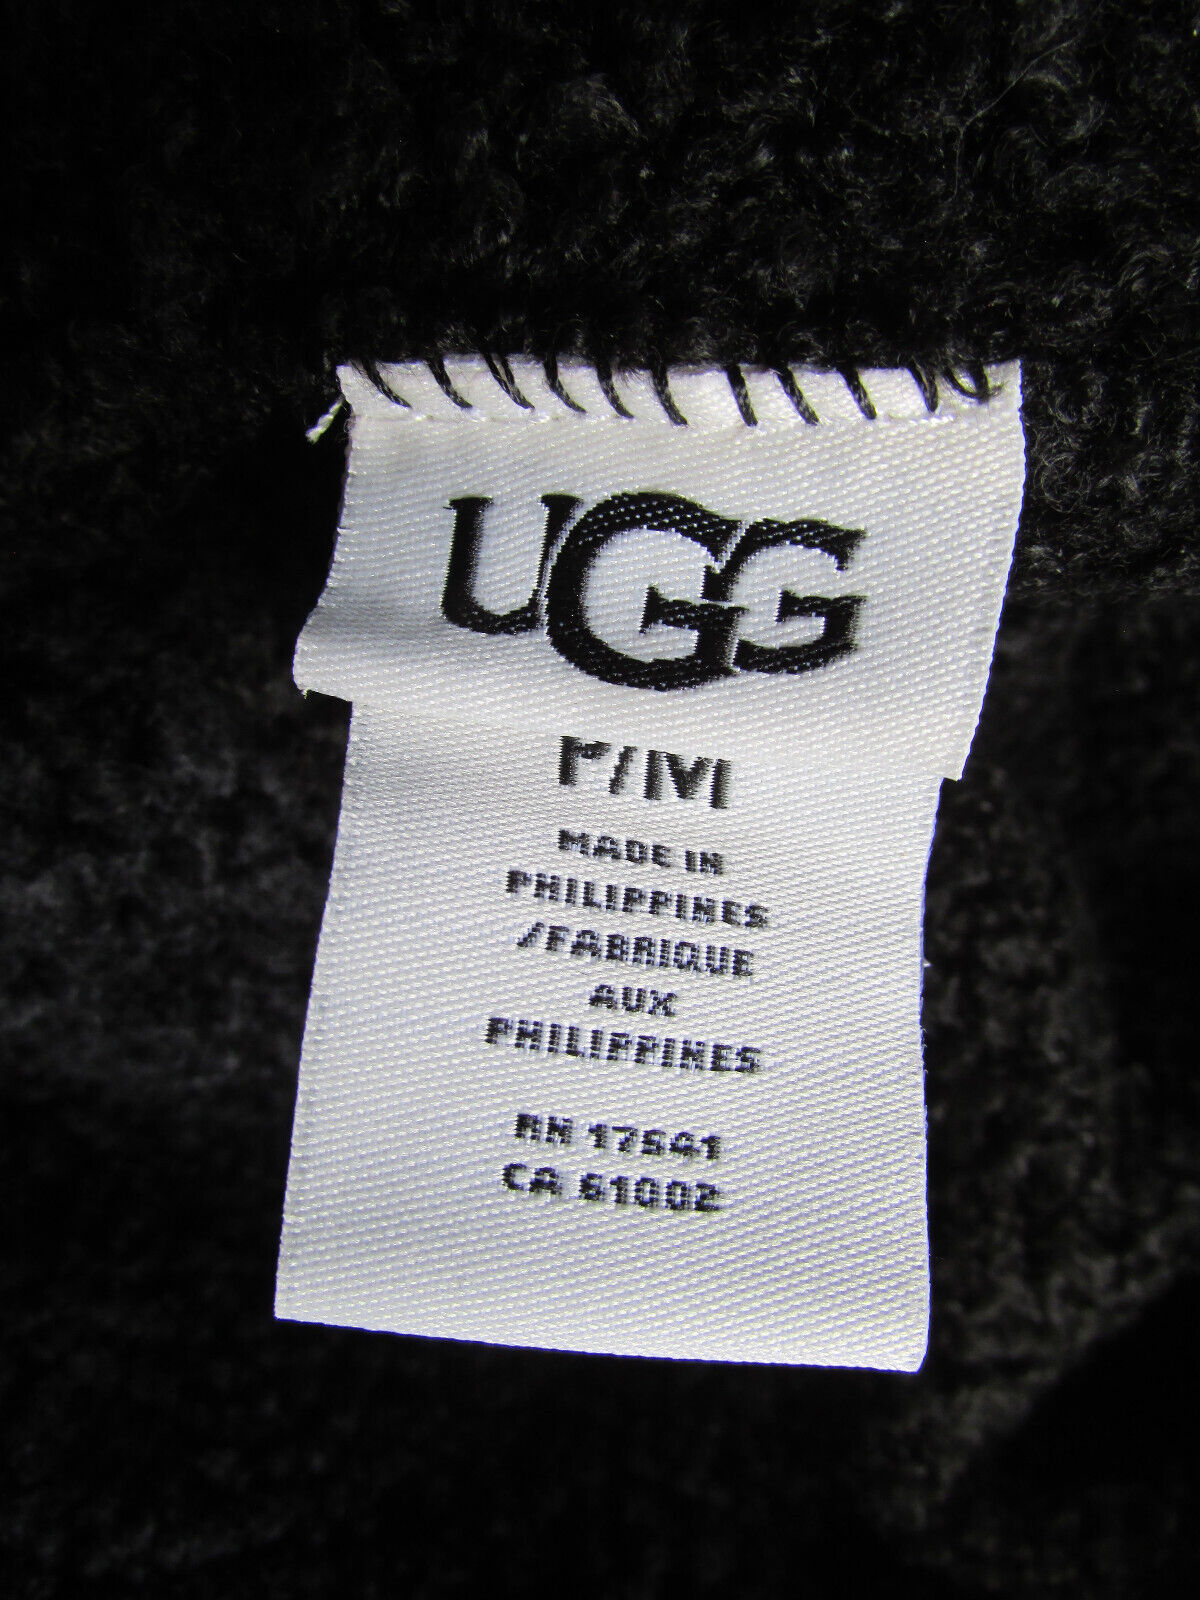 UGG
P/M
MADE IN
PHILIPPINES
/FABRIQUE
AUX
PHILIPPINES
RN 17541
CA 61002